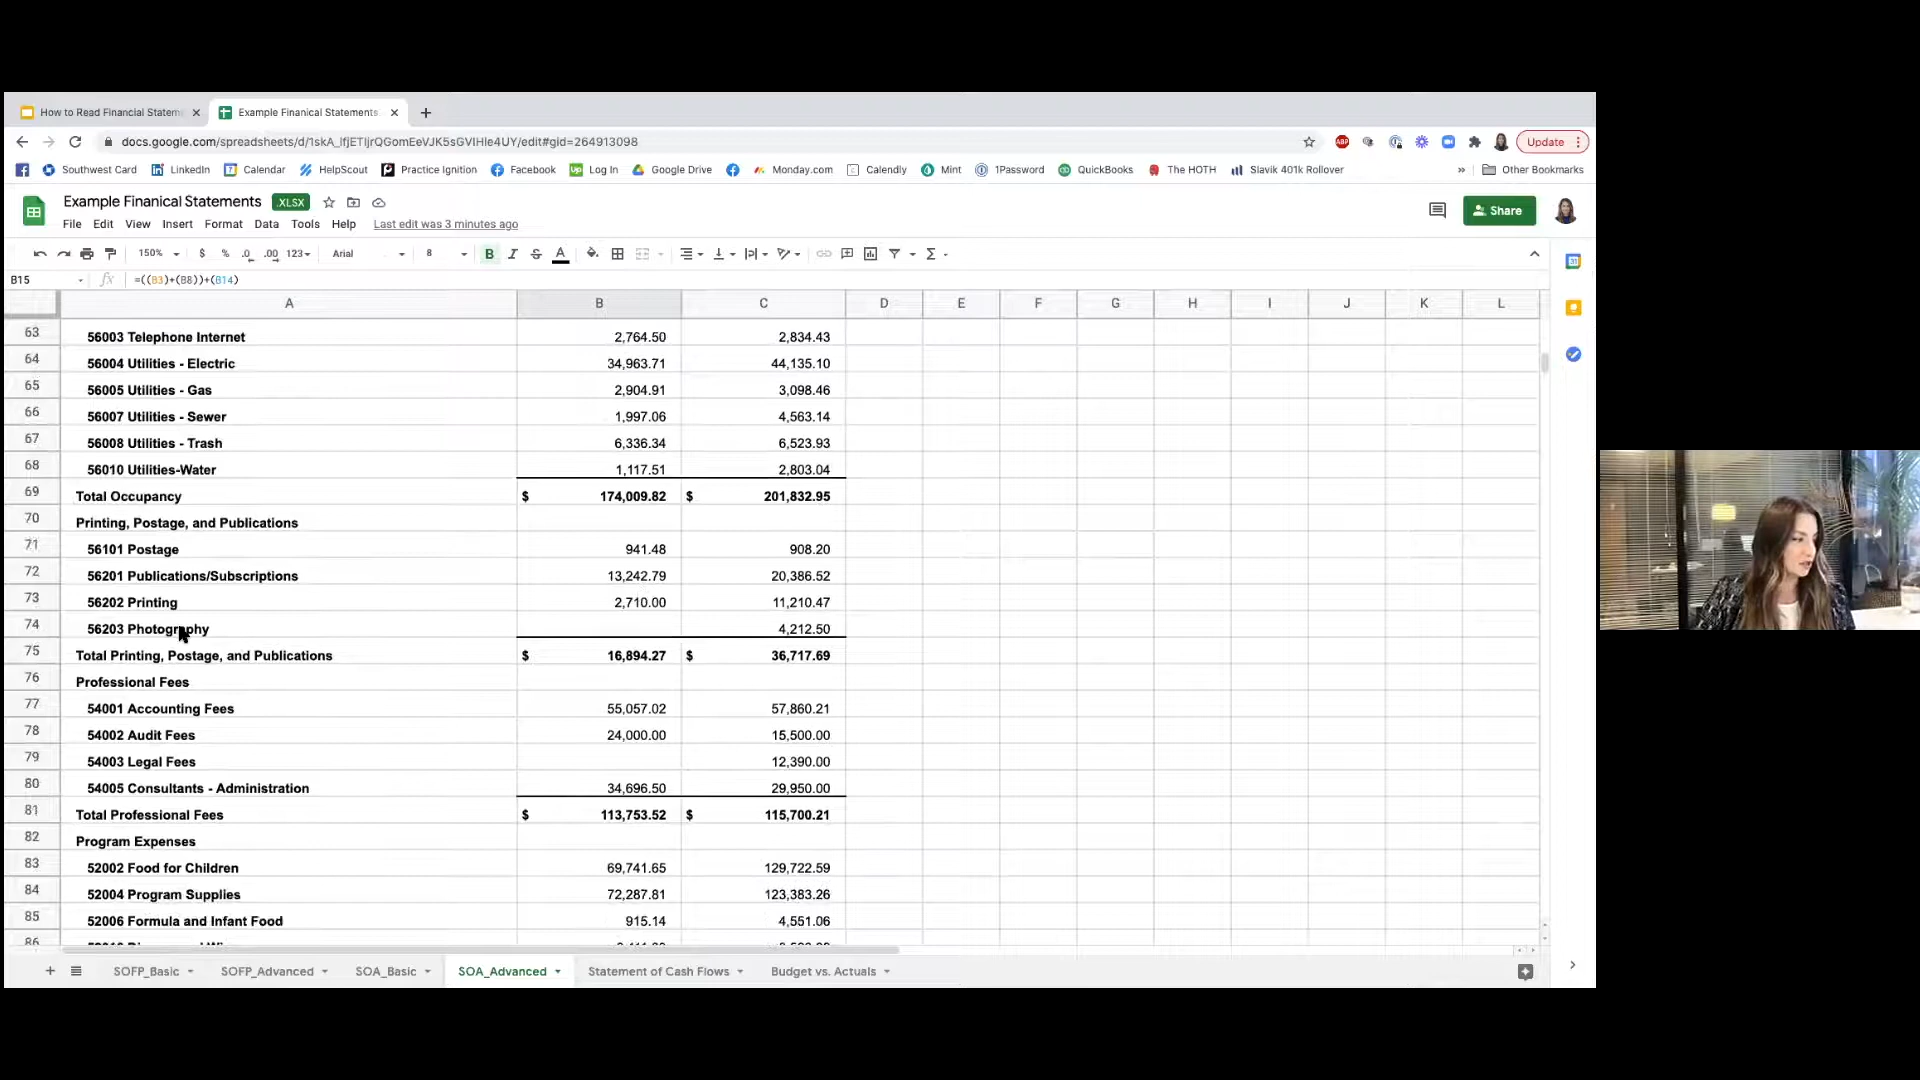 How to Read Financial Statem
Example Finanical Statements
docs.google.com/spreadsheets/d/1skA_lfjETIjrQGomEeVJK5sGVIHle4UY/edit#gid=264913098
ABP
Update
Southwest Card
LinkedIn
7 Calendar
HelpScout
Practice Ignition
Facebook
Up Log In
Google Drive
Monday.com
C Calendly
Mint
1Password
QuickBooks
The HOTH
Slavik 401k Rollover
»
Other Bookmarks
Example Finanical Statements
.XLSX
Share
File Edit View Insert Format Data Tools Help Last edit was 3 minutes ago
150% $ % .0 .00 123 Arial 8 B I S A Σ
31
B15 fx =((B3)+(B8))+(B14)
A B C D E F G H I J K L
63 56003 Telephone Internet 2,764.50 2,834.43
64 56004 Utilities - Electric 34,963.71 44,135.10
65 56005 Utilities - Gas 2,904.91 3,098.46
66 56007 Utilities - Sewer 1,997.06 4,563.14
67 56008 Utilities - Trash 6,336.34 6,523.93
68 56010 Utilities-Water 1,117.51 2,803.04
69 Total Occupancy $ 174,009.82 $ 201,832.95
70 Printing, Postage, and Publications
71 56101 Postage 941.48 908.20
72 56201 Publications/Subscriptions 13,242.79 20,386.52
73 56202 Printing 2,710.00 11,210.47
74 56203 Photography 4,212.50
75 Total Printing, Postage, and Publications $ 16,894.27 $ 36,717.69
76 Professional Fees
77 54001 Accounting Fees 55,057.02 57,860.21
78 54002 Audit Fees 24,000.00 15,500.00
79 54003 Legal Fees 12,390.00
80 54005 Consultants - Administration 34,696.50 29,950.00
81 Total Professional Fees $ 113,753.52 $ 115,700.21
82 Program Expenses
83 52002 Food for Children 69,741.65 129,722.59
84 52004 Program Supplies 72,287.81 123,383.26
85 52006 Formula and Infant Food 915.14 4,551.06
86
+ SOFP_Basic SOFP_Advanced SOA_Basic SOA_Advanced Statement of Cash Flows Budget vs. Actuals